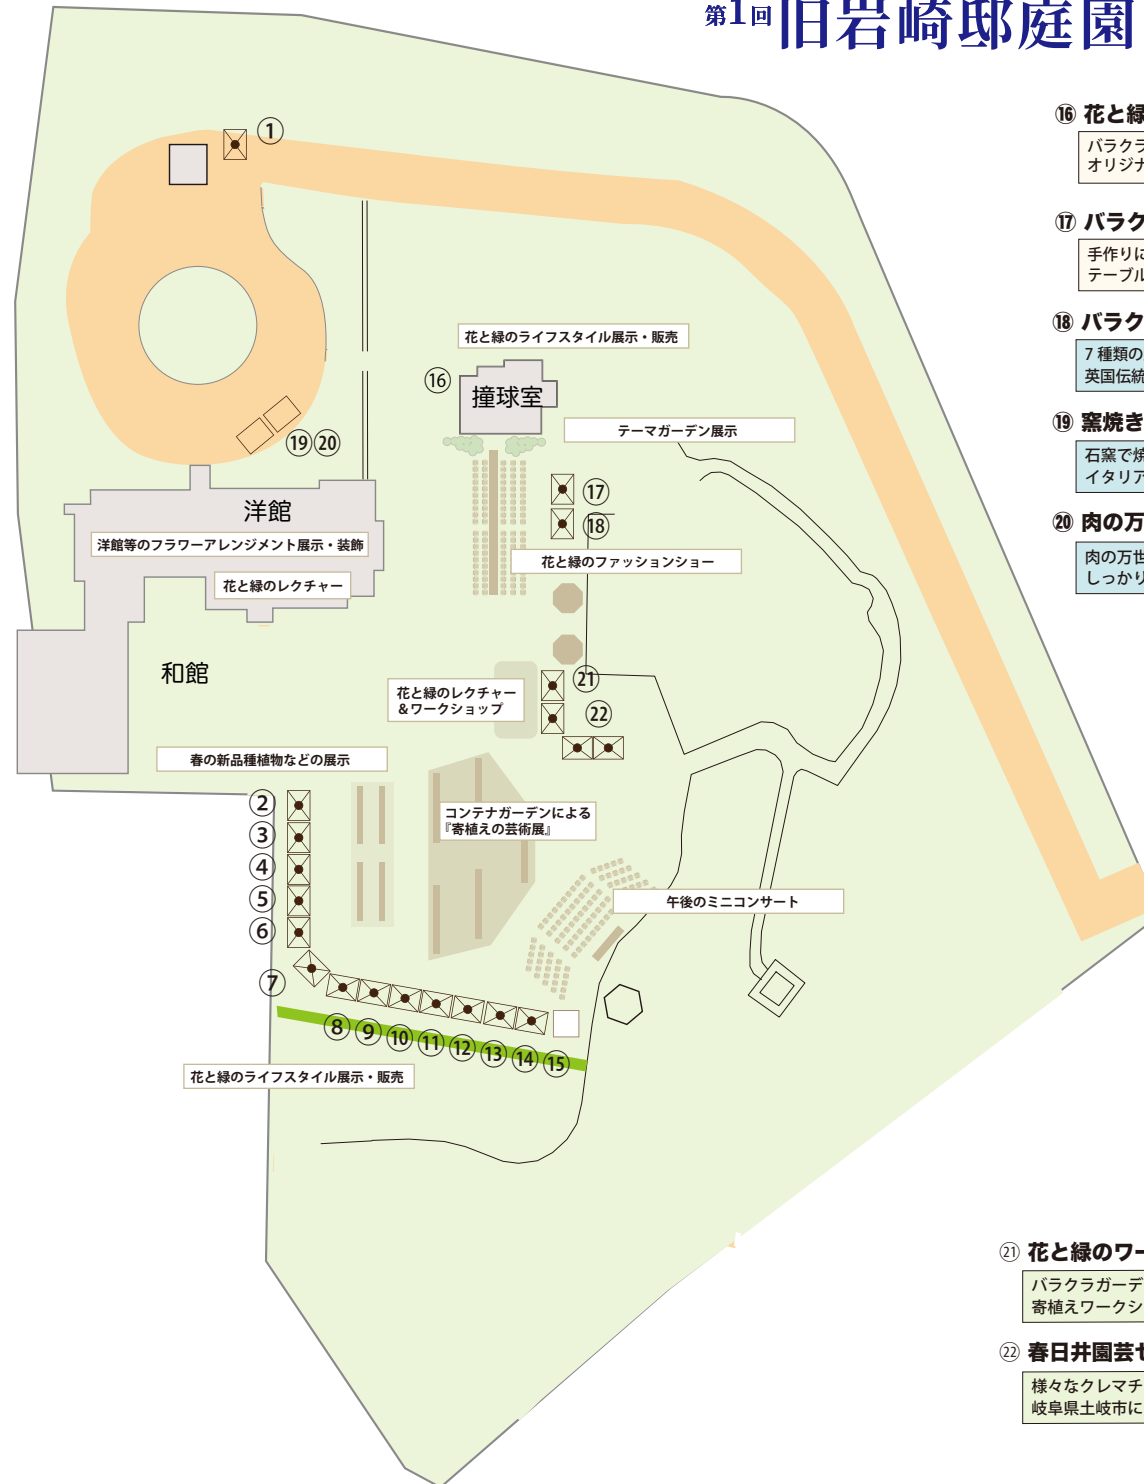 第1回 旧岩崎邸庭園
①
⑯ 花と緑
バラクラ
オリジナ
⑰ バラク
手作りに
テーブル
⑱ バラク
7種類の
英国伝統
⑲ 窯焼き
石窯で焼
イタリア
⑳ 肉の万
肉の万世
しっかり
花と緑のライフスタイル展示・販売
⑯
撞球室
テーマガーデン展示
⑲⑳
⑰
⑱
洋館
洋館等のフラワーアレンジメント展示・装飾
花と緑のファッションショー
花と緑のレクチャー
和館
花と緑のレクチャー
&ワークショップ
㉑
㉒
春の新品種植物などの展示
②
③
④
⑤
⑥
⑦
コンテナガーデンによる
『寄植えの芸術展』
午後のミニコンサート
⑧ ⑨ ⑩ ⑪ ⑫ ⑬ ⑭ ⑮
花と緑のライフスタイル展示・販売
㉑ 花と緑のワー
バラクラガーデ
寄植えワークシ
㉒ 春日井園芸セ
様々なクレマチ
岐阜県土岐市に